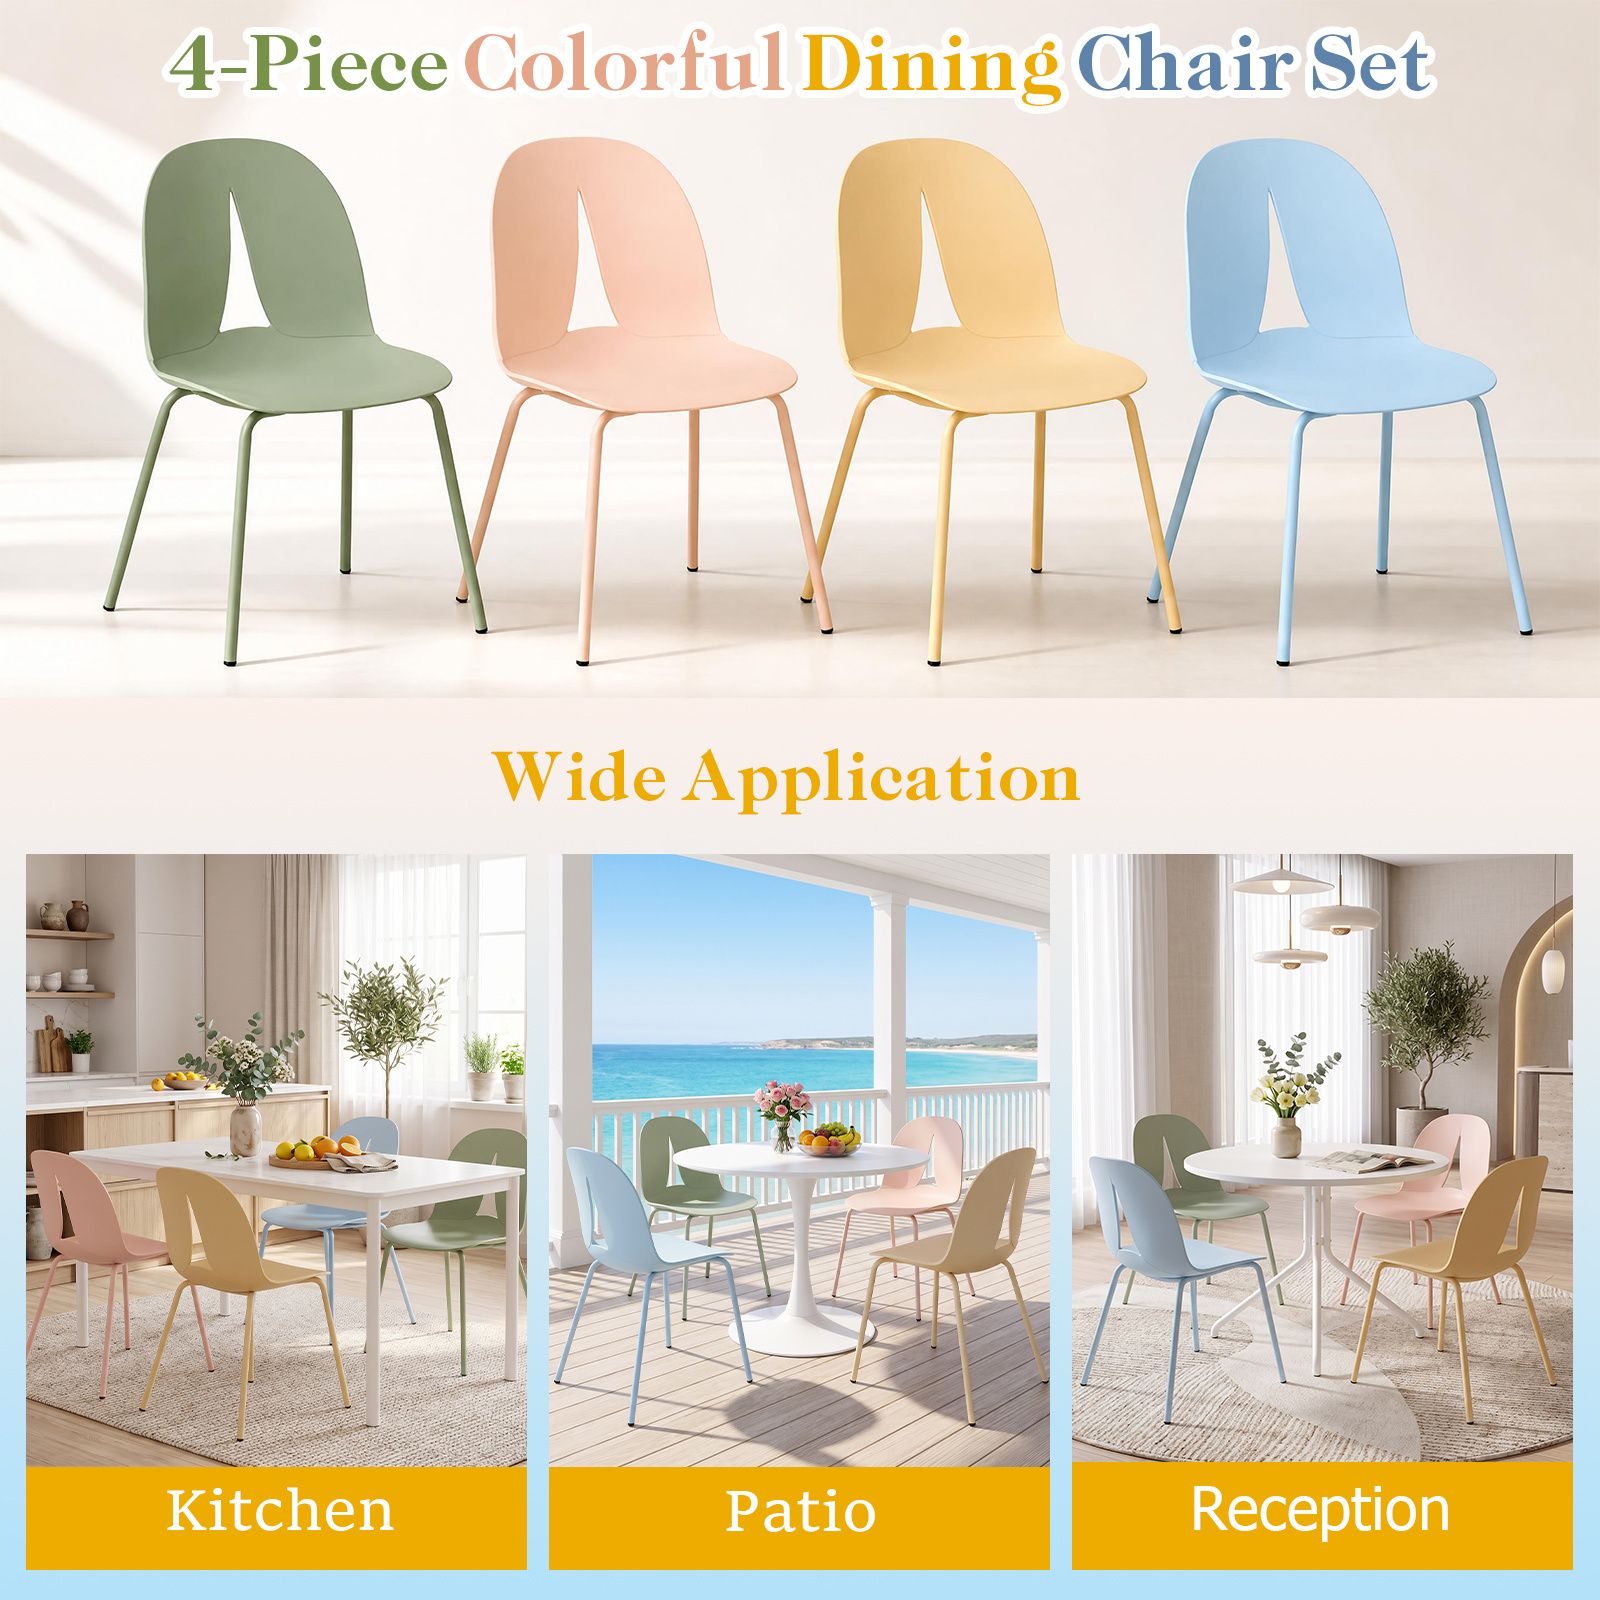 4-Piece Colorful Dining Chair Set
Wide Application
Kitchen
Patio
Reception